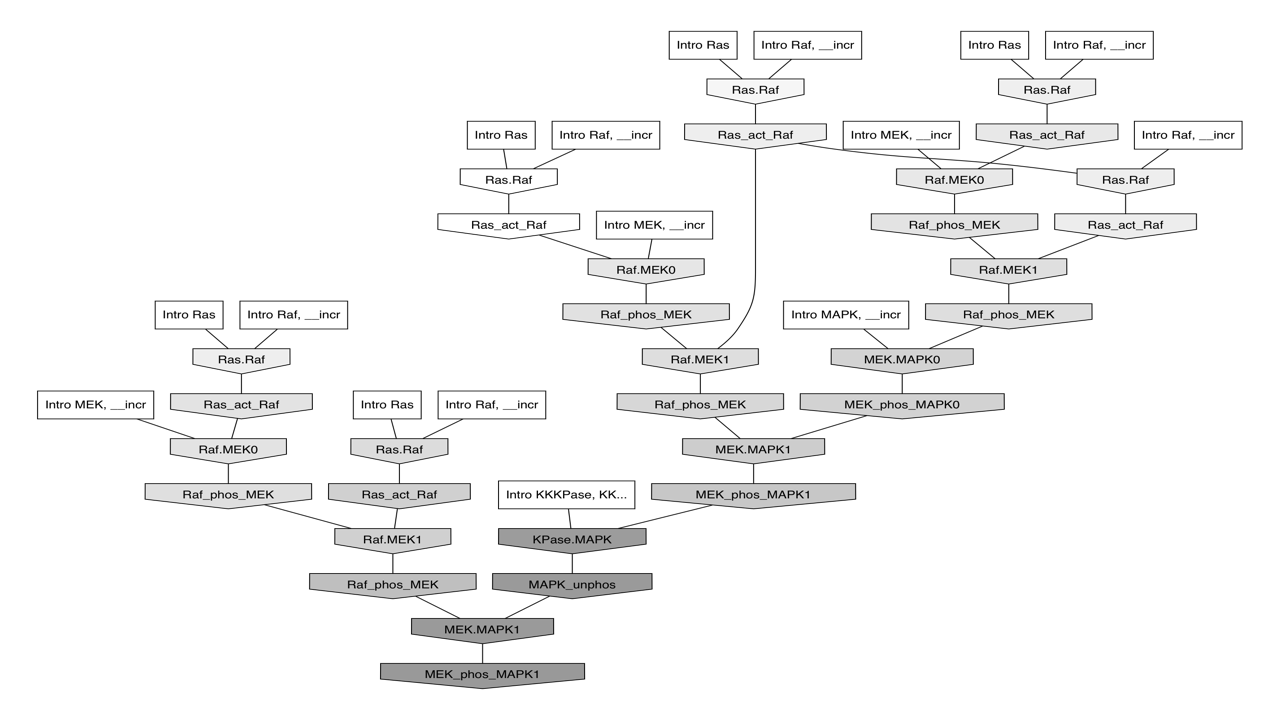 Intro Ras
Intro Raf, __incr
Intro Ras
Intro Raf, __incr
Ras.Raf
Ras.Raf
Intro Ras
Intro Raf, __incr
Ras_act_Raf
Intro MEK, __incr
Ras_act_Raf
Intro Raf, __incr
Ras.Raf
Raf.MEK0
Ras.Raf
Ras_act_Raf
Intro MEK, __incr
Raf_phos_MEK
Ras_act_Raf
Raf.MEK0
Raf.MEK1
Intro Ras
Intro Raf, __incr
Raf_phos_MEK
Intro MAPK, __incr
Raf_phos_MEK
Ras.Raf
Raf.MEK1
MEK.MAPK0
Intro MEK, __incr
Ras_act_Raf
Intro Ras
Intro Raf, __incr
Raf_phos_MEK
MEK_phos_MAPK0
Raf.MEK0
Ras.Raf
MEK.MAPK1
Raf_phos_MEK
Ras_act_Raf
Intro KKKPase, KK...
MEK_phos_MAPK1
Raf.MEK1
KPase.MAPK
Raf_phos_MEK
MAPK_unphos
MEK.MAPK1
MEK_phos_MAPK1